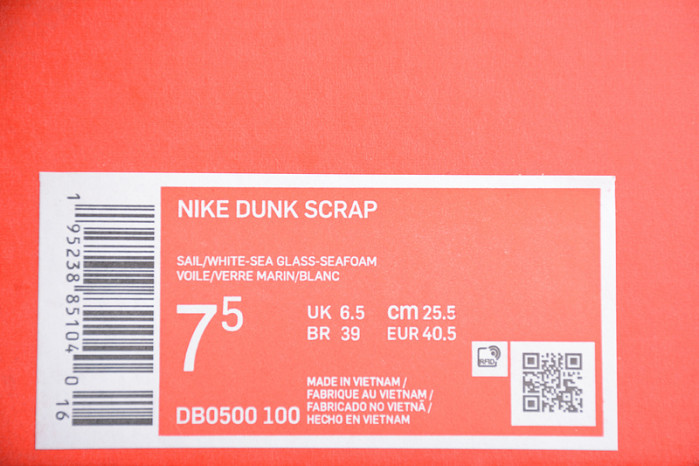 NIKE DUNK SCRAP
SAIL/WHITE-SEA GLASS-SEAFOAM
VOILE/VERRE MARIN/BLANC
7⁵
UK 6.5 cm 25.5
BR 39 EUR 40.5
RFID
MADE IN VIETNAM /
FABRIQUE AU VIETNAM /
FABRICADO NO VIETNÃ /
HECHO EN VIETNAM
DB0500 100
1 95238 85104 0 16